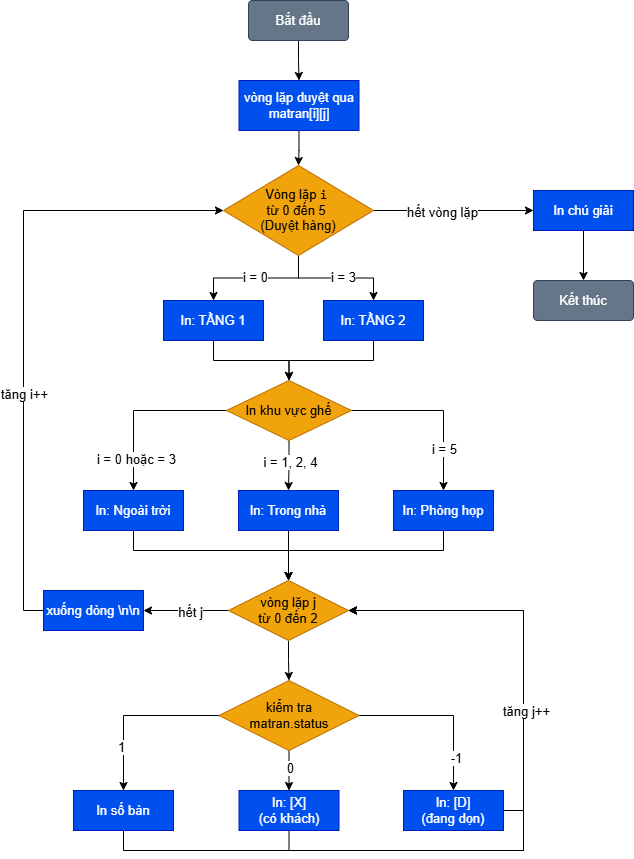 Bắt đầu
vòng lặp duyệt qua
matran[i][j]
Vòng lặp i
từ 0 đến 5
(Duyệt hàng)
hết vòng lặp
In chú giải
Kết thúc
i = 0
i = 3
In: TẦNG 1
In: TẦNG 2
tăng i++
In khu vực ghế
i = 0 hoặc = 3
i = 1, 2, 4
i = 5
In: Ngoài trời
In: Trong nhà
In: Phòng họp
xuống dòng \n\n
hết j
vòng lặp j
từ 0 đến 2
kiểm tra
matran.status
tăng j++
1
0
-1
In số bàn
In: [X]
(có khách)
In: [D]
(đang dọn)